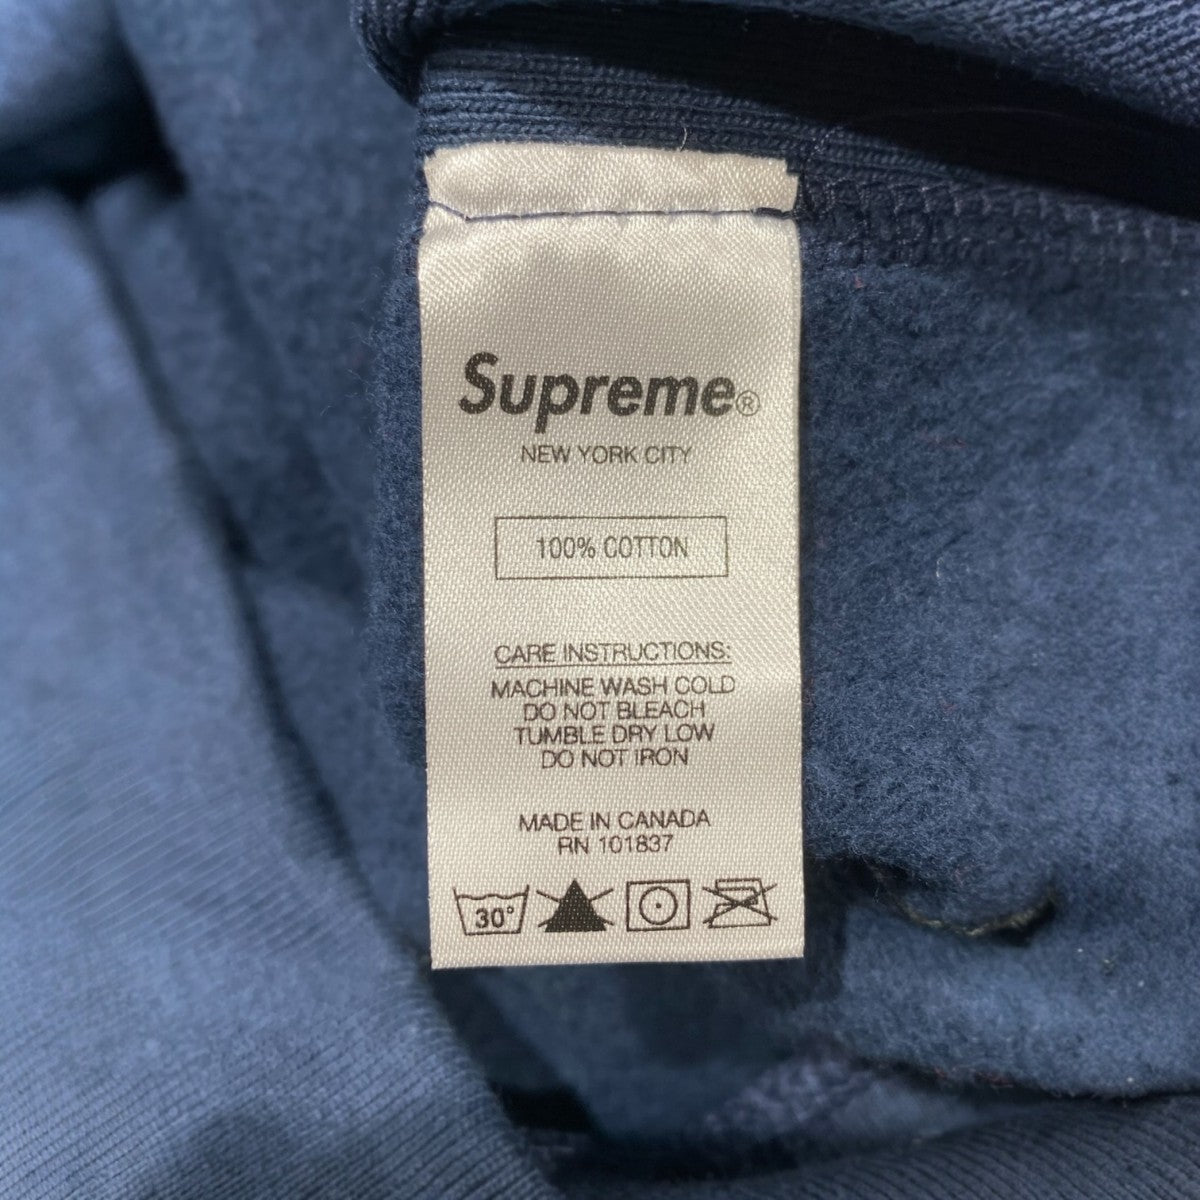 Supreme®
NEW YORK CITY
100% COTTON
CARE INSTRUCTIONS:
MACHINE WASH COLD
DO NOT BLEACH
TUMBLE DRY LOW
DO NOT IRON
MADE IN CANADA
RN 101837
30°